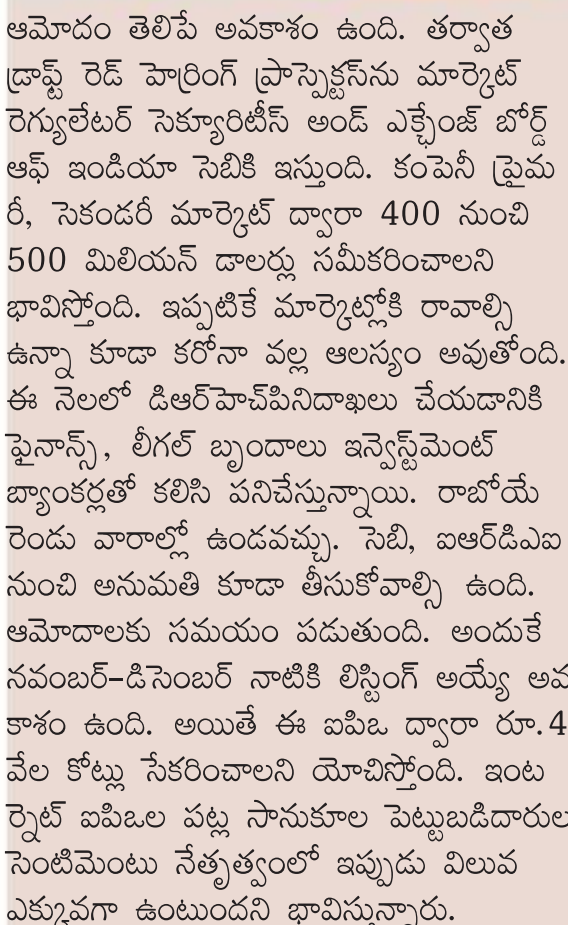 ఆమోదం తెలిపే అవకాశం ఉంది. తర్వాత
డ్రాఫ్ట్ రెడ్ హెర్రింగ్ ప్రాస్పెక్టస్‌ను మార్కెట్
రెగ్యులేటర్ సెక్యూరిటీస్ అండ్ ఎక్ఛేంజ్ బోర్డ్
ఆఫ్ ఇండియా సెబికి ఇస్తుంది. కంపెనీ ప్రైమ
రీ, సెకండరీ మార్కెట్ ద్వారా 400 నుంచి
500 మిలియన్ డాలర్లు సమీకరించాలని
భావిస్తోంది. ఇప్పటికే మార్కెట్లోకి రావాల్సి
ఉన్నా కూడా కరోనా వల్ల ఆలస్యం అవుతోంది.
ఈ నెలలో డిఆర్‌హెచ్‌పినిదాఖలు చేయడానికి
ఫైనాన్స్, లీగల్ బృందాలు ఇన్వెస్ట్‌మెంట్
బ్యాంకర్లతో కలిసి పనిచేస్తున్నాయి. రాబోయే
రెండు వారాల్లో ఉండవచ్చు. సెబి, ఐఆర్‌డిఎఐ
నుంచి అనుమతి కూడా తీసుకోవాల్సి ఉంది.
ఆమోదాలకు సమయం పడుతుంది. అందుకే
నవంబర్–డిసెంబర్ నాటికి లిస్టింగ్ అయ్యే అవ
కాశం ఉంది. అయితే ఈ ఐపిఒ ద్వారా రూ.4
వేల కోట్లు సేకరించాలని యోచిస్తోంది. ఇంట
ర్నెట్ ఐపిఒల పట్ల సానుకూల పెట్టుబడిదారుల
సెంటిమెంటు నేతృత్వంలో ఇప్పుడు విలువ
ఎక్కువగా ఉంటుందని భావిస్తున్నారు.